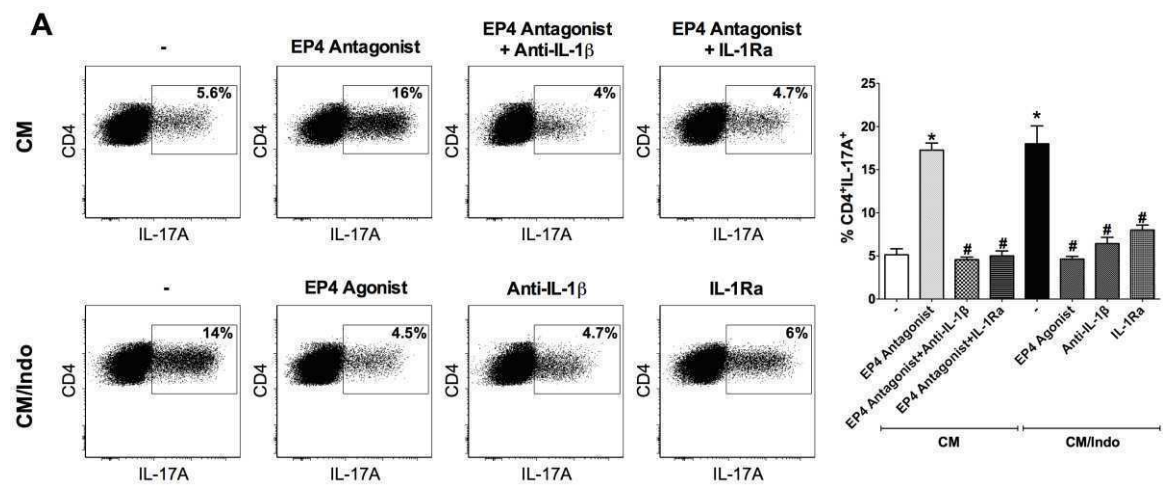 A
-
EP4 Antagonist
EP4 Antagonist
+ Anti-IL-1β
EP4 Antagonist
+ IL-1Ra
CM
CD4
5.6%
IL-17A
CD4
16%
IL-17A
CD4
4%
IL-17A
CD4
4.7%
IL-17A
-
EP4 Agonist
Anti-IL-1β
IL-1Ra
CM/Indo
CD4
14%
IL-17A
CD4
4.5%
IL-17A
CD4
4.7%
IL-17A
CD4
6%
IL-17A
% CD4⁺IL-17A⁺
25
20
15
10
5
0
*
#
#
*
#
#
#
-
EP4 Antagonist
EP4 Antagonist+Anti-IL-1β
EP4 Antagonist+IL-1Ra
-
EP4 Agonist
Anti-IL-1β
IL-1Ra
CM
CM/Indo